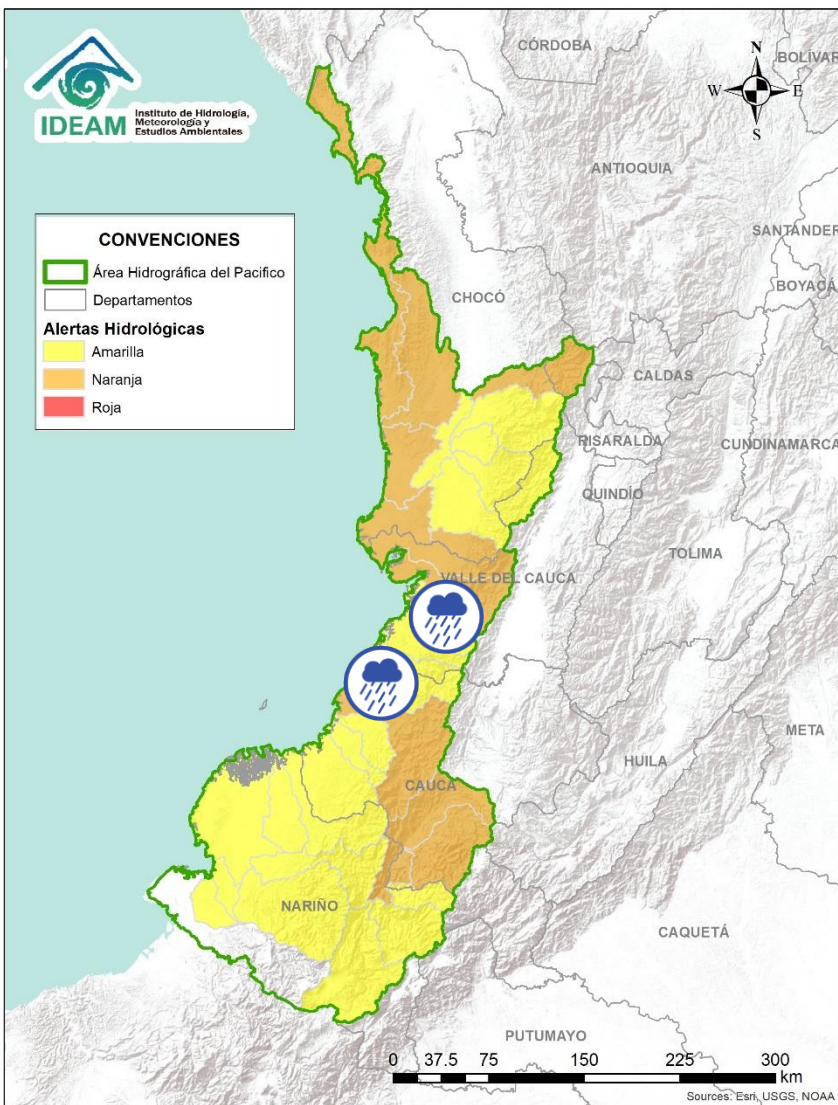 IDEAM
Instituto de Hidrología,
Meteorología y
Estudios Ambientales
N
W E
S
CÓRDOBA
BOLÍVAR
ANTIOQUIA
SANTANDER
BOYACÁ
CHOCÓ
CONVENCIONES
Área Hidrográfica del Pacifico
Departamentos
Alertas Hidrológicas
Amarilla
Naranja
Roja
CALDAS
RISARALDA
CUNDINAMARCA
QUINDÍO
TOLIMA
VALLE DEL CAUCA
META
HUILA
CAUCA
NARIÑO
CAQUETÁ
PUTUMAYO
0 37.5 75 150 225 300
km
Sources: Esri, USGS, NOAA